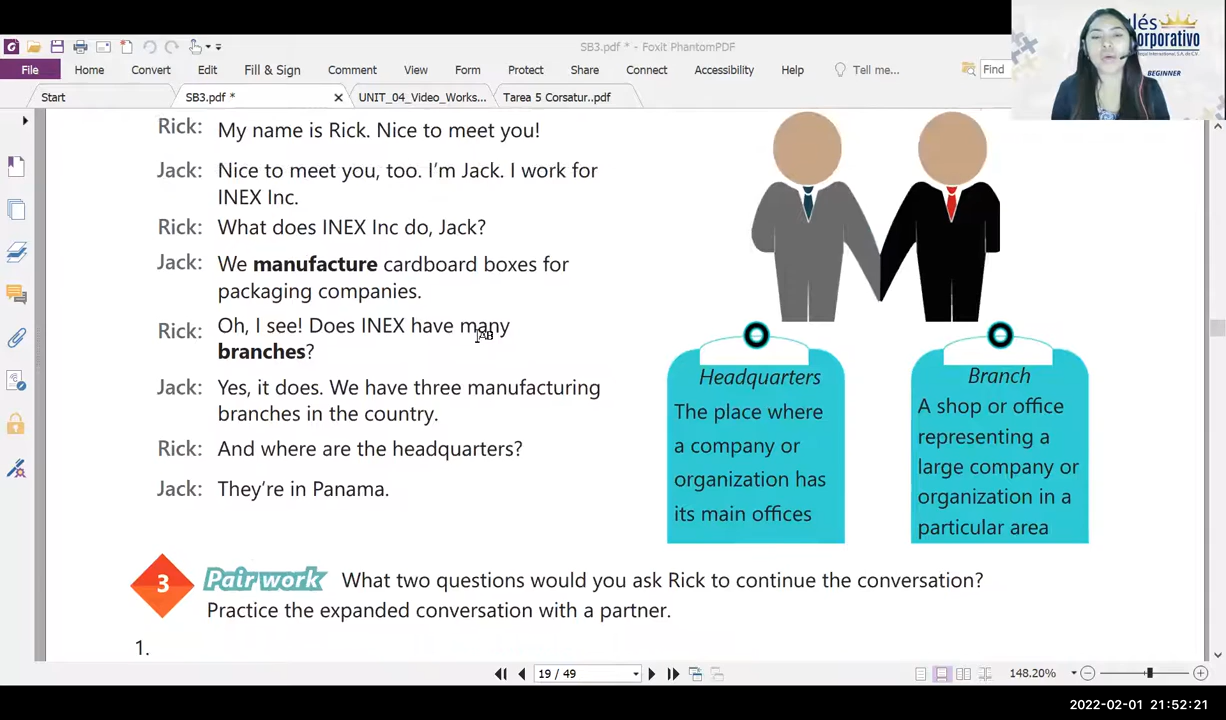 SB3.pdf * - Foxit PhantomPDF
File Home Convert Edit Fill & Sign Comment View Form Protect Share Connect Accessibility Help Tell me... Find
Start SB3.pdf * UNIT_04_Video_Works... Tarea 5 Corsatur..pdf
lés
orporativo
BEGINNER
Rick: My name is Rick. Nice to meet you!
Jack: Nice to meet you, too. I'm Jack. I work for
INEX Inc.
Rick: What does INEX Inc do, Jack?
Jack: We manufacture cardboard boxes for
packaging companies.
Rick: Oh, I see! Does INEX have many
branches?
Jack: Yes, it does. We have three manufacturing
branches in the country.
Rick: And where are the headquarters?
Jack: They're in Panama.
Headquarters
The place where
a company or
organization has
its main offices
Branch
A shop or office
representing a
large company or
organization in a
particular area
3 Pair work What two questions would you ask Rick to continue the conversation?
Practice the expanded conversation with a partner.
1.
19 / 49
148.20%
2022-02-01 21:52:21